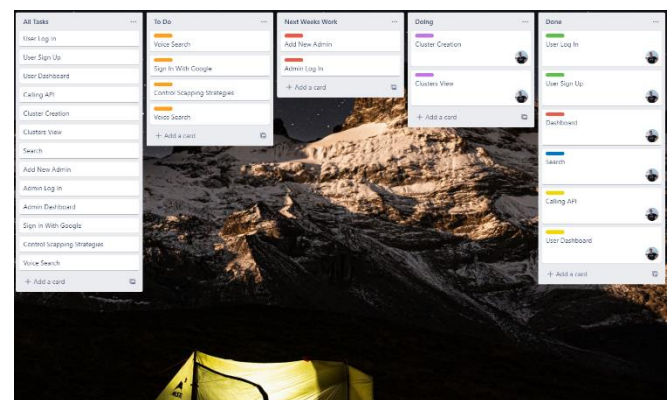 All Tasks
User Log In
User Sign Up
User Dashboard
Calling API
Cluster Creation
Clusters View
Search
Add New Admin
Admin Log In
Admin Dashboard
Sign In With Google
Control Scapping Strategies
Voice Search
+ Add a card
To Do
Voice Search
Sign In With Google
Control Scapping Strategies
Voice Search
+ Add a card
Next Weeks Work
Add New Admin
Admin Log In
+ Add a card
Doing
Cluster Creation
Clusters View
+ Add a card
Done
User Log In
User Sign Up
Dashboard
Search
Calling API
User Dashboard
+ Add a card